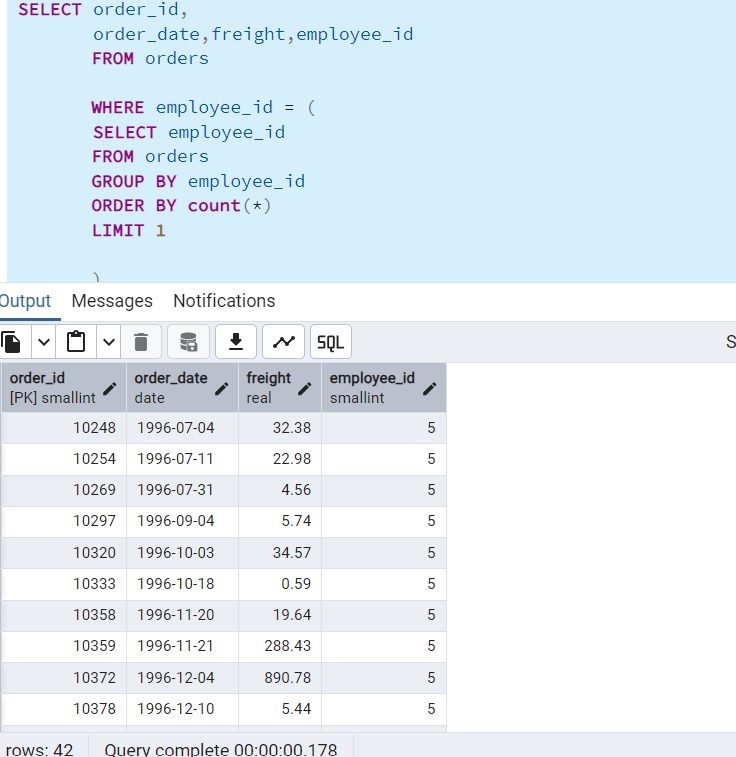 SELECT order_id,
order_date,freight,employee_id
FROM orders
WHERE employee_id = (
SELECT employee_id
FROM orders
GROUP BY employee_id
ORDER BY count(*)
LIMIT 1
)
Output Messages Notifications
SQL S
order_id order_date freight employee_id
[PK] smallint date real smallint
10248 1996-07-04 32.38 5
10254 1996-07-11 22.98 5
10269 1996-07-31 4.56 5
10297 1996-09-04 5.74 5
10320 1996-10-03 34.57 5
10333 1996-10-18 0.59 5
10358 1996-11-20 19.64 5
10359 1996-11-21 288.43 5
10372 1996-12-04 890.78 5
10378 1996-12-10 5.44 5
rows: 42 Query complete 00:00:00.178